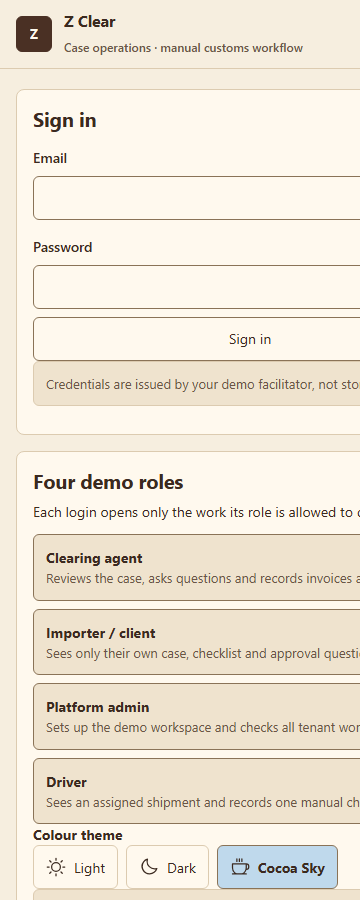 Z
Z Clear
Case operations · manual customs workflow
Sign in
Email
Password
Sign in
Credentials are issued by your demo facilitator, not
Four demo roles
Each login opens only the work its role is allowed to
Clearing agent
Reviews the case, asks questions and records invoices
Importer / client
Sees only their own case, checklist and approval
Platform admin
Sets up the demo workspace and checks all tenant
Driver
Sees an assigned shipment and records one manual
Colour theme
Light
Dark
Cocoa Sky